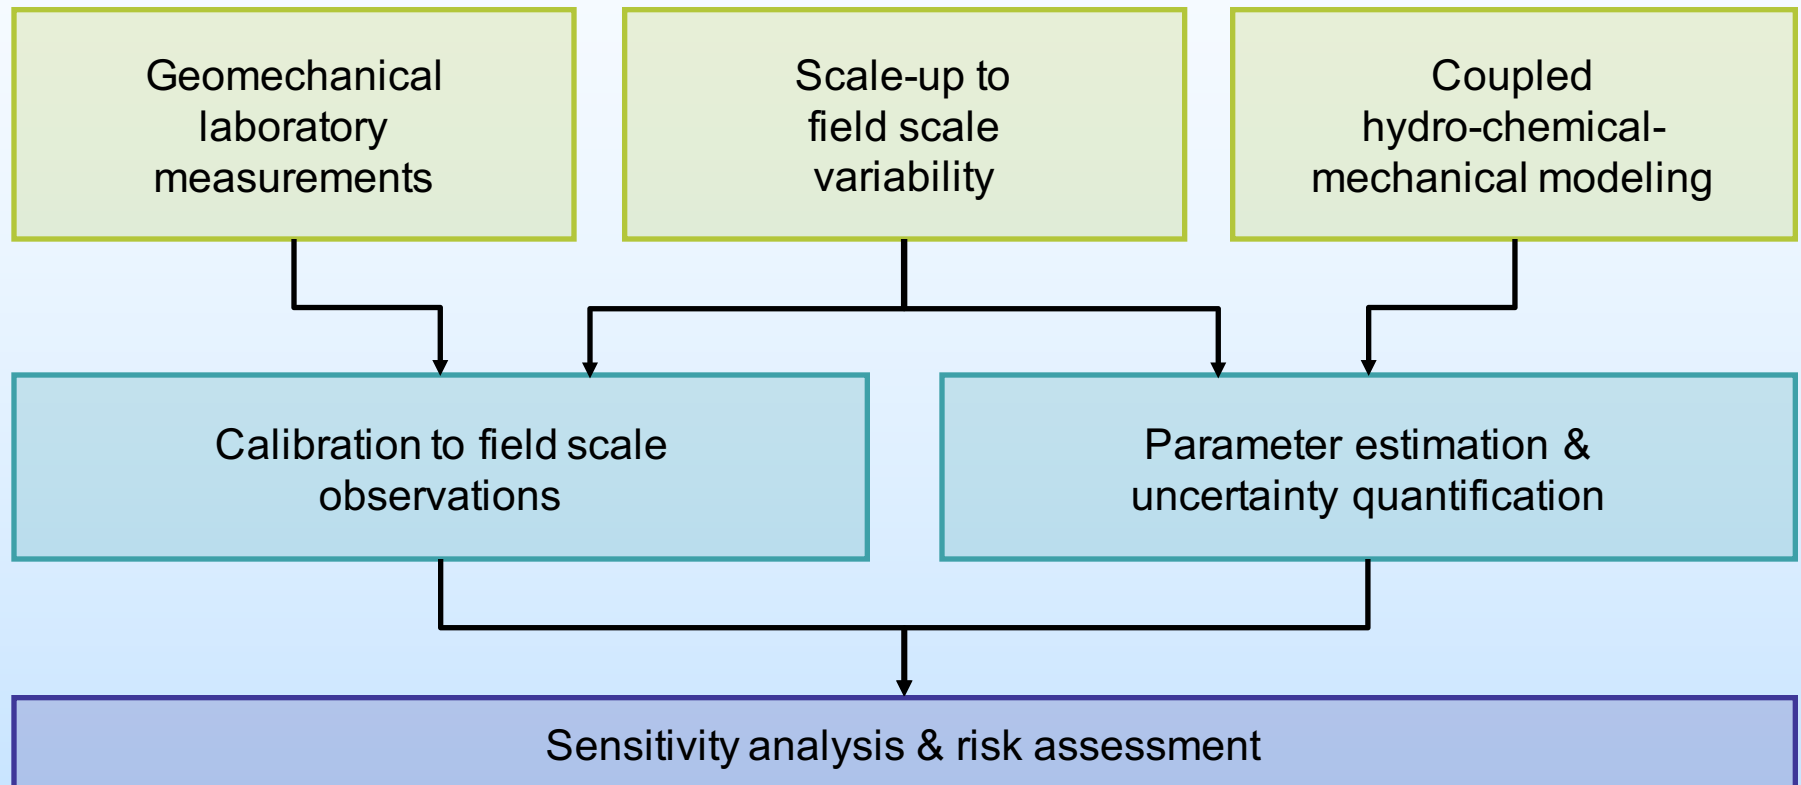 Geomechanical
laboratory
measurements
Scale-up to
field scale
variability
Coupled
hydro-chemical-
mechanical modeling
Calibration to field scale
observations
Parameter estimation &
uncertainty quantification
Sensitivity analysis & risk assessment